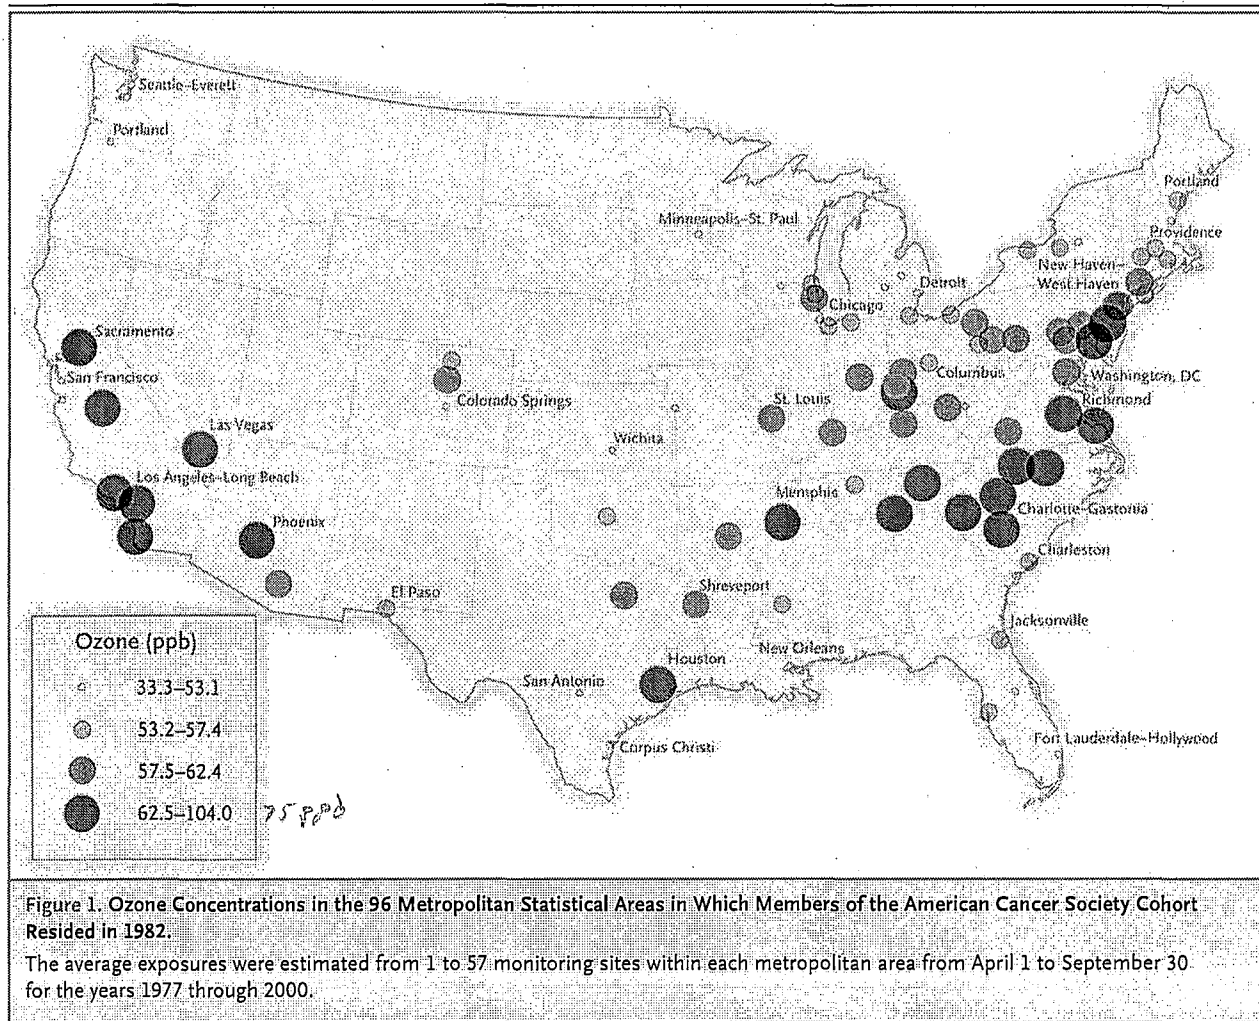 Seattle–Everett
Portland
Portland
Minneapolis–St. Paul
Providence
New Haven–
West Haven
Detroit
Chicago
Sacramento
San Francisco
Columbus
Washington, DC
Colorado Springs
St. Louis
Richmond
Las Vegas
Wichita
Los Angeles–Long Beach
Memphis
Charlotte–Gastonia
Phoenix
Charleston
El Paso
Shreveport
Jacksonville
New Orleans
Houston
San Antonio
Fort Lauderdale–Hollywood
Corpus Christi
Ozone (ppb)
33.3–53.1
53.2–57.4
57.5–62.4
62.5–104.0
75 ppb
Figure 1. Ozone Concentrations in the 96 Metropolitan Statistical Areas in Which Members of the American Cancer Society Cohort
Resided in 1982.
The average exposures were estimated from 1 to 57 monitoring sites within each metropolitan area from April 1 to September 30
for the years 1977 through 2000.